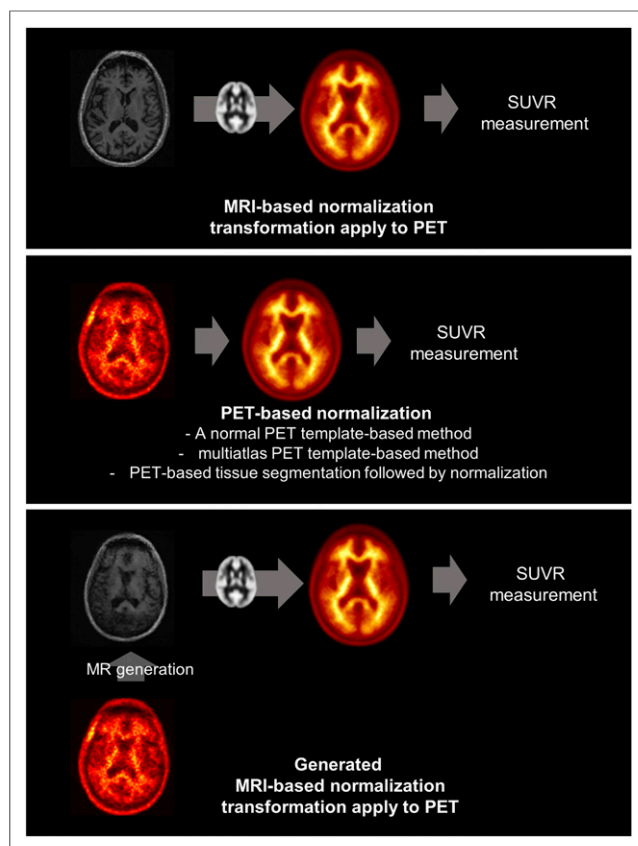 SUVR
measurement
MRI-based normalization
transformation apply to PET
SUVR
measurement
PET-based normalization
- A normal PET template-based method
- multiatlas PET template-based method
- PET-based tissue segmentation followed by normalization
SUVR
measurement
MR generation
Generated
MRI-based normalization
transformation apply to PET